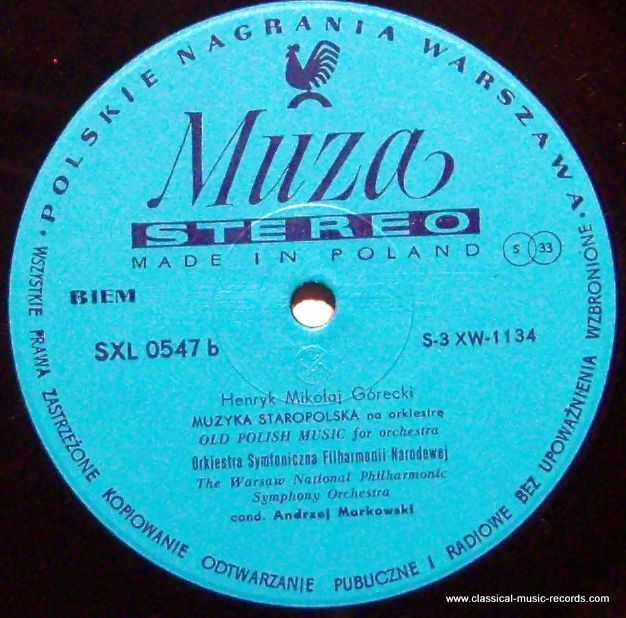 • POLSKIE NAGRANIA WARSZAWA •
Muza
STEREO
MADE IN POLAND
S 33
BIEM
SXL 0547 b
S-3 XW-1134
Henryk Mikołaj Górecki
MUZYKA STAROPOLSKA na orkiestrę
OLD POLISH MUSIC for orchestra
Orkiestra Symfoniczna Filharmonii Narodowej
The Warsaw National Philharmonic
Symphony Orchestra
cond. Andrzej Markowski
WSZYSTKIE PRAWA ZASTRZEŻONE KOPIOWANIE ODTWARZANIE PUBLICZNE I RADIOWE BEZ UPOWAŻNIENIA WZBRONIONE
www.classical-music-records.com